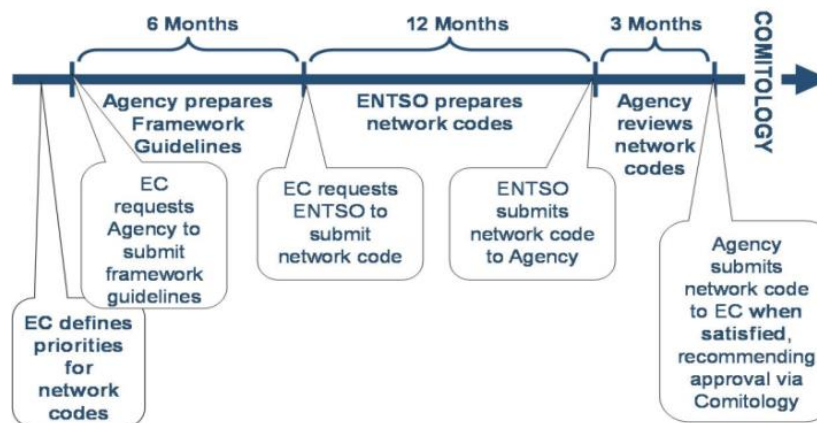 6 Months
12 Months
3 Months
COMITOLOGY
Agency prepares
Framework
Guidelines
ENTSO prepares
network codes
Agency
reviews
network
codes
EC defines
priorities
for
network
codes
EC
requests
Agency to
submit
framework
guidelines
EC requests
ENTSO to
submit
network code
ENTSO
submits
network code
to Agency
Agency
submits
network code
to EC when
satisfied,
recommending
approval via
Comitology